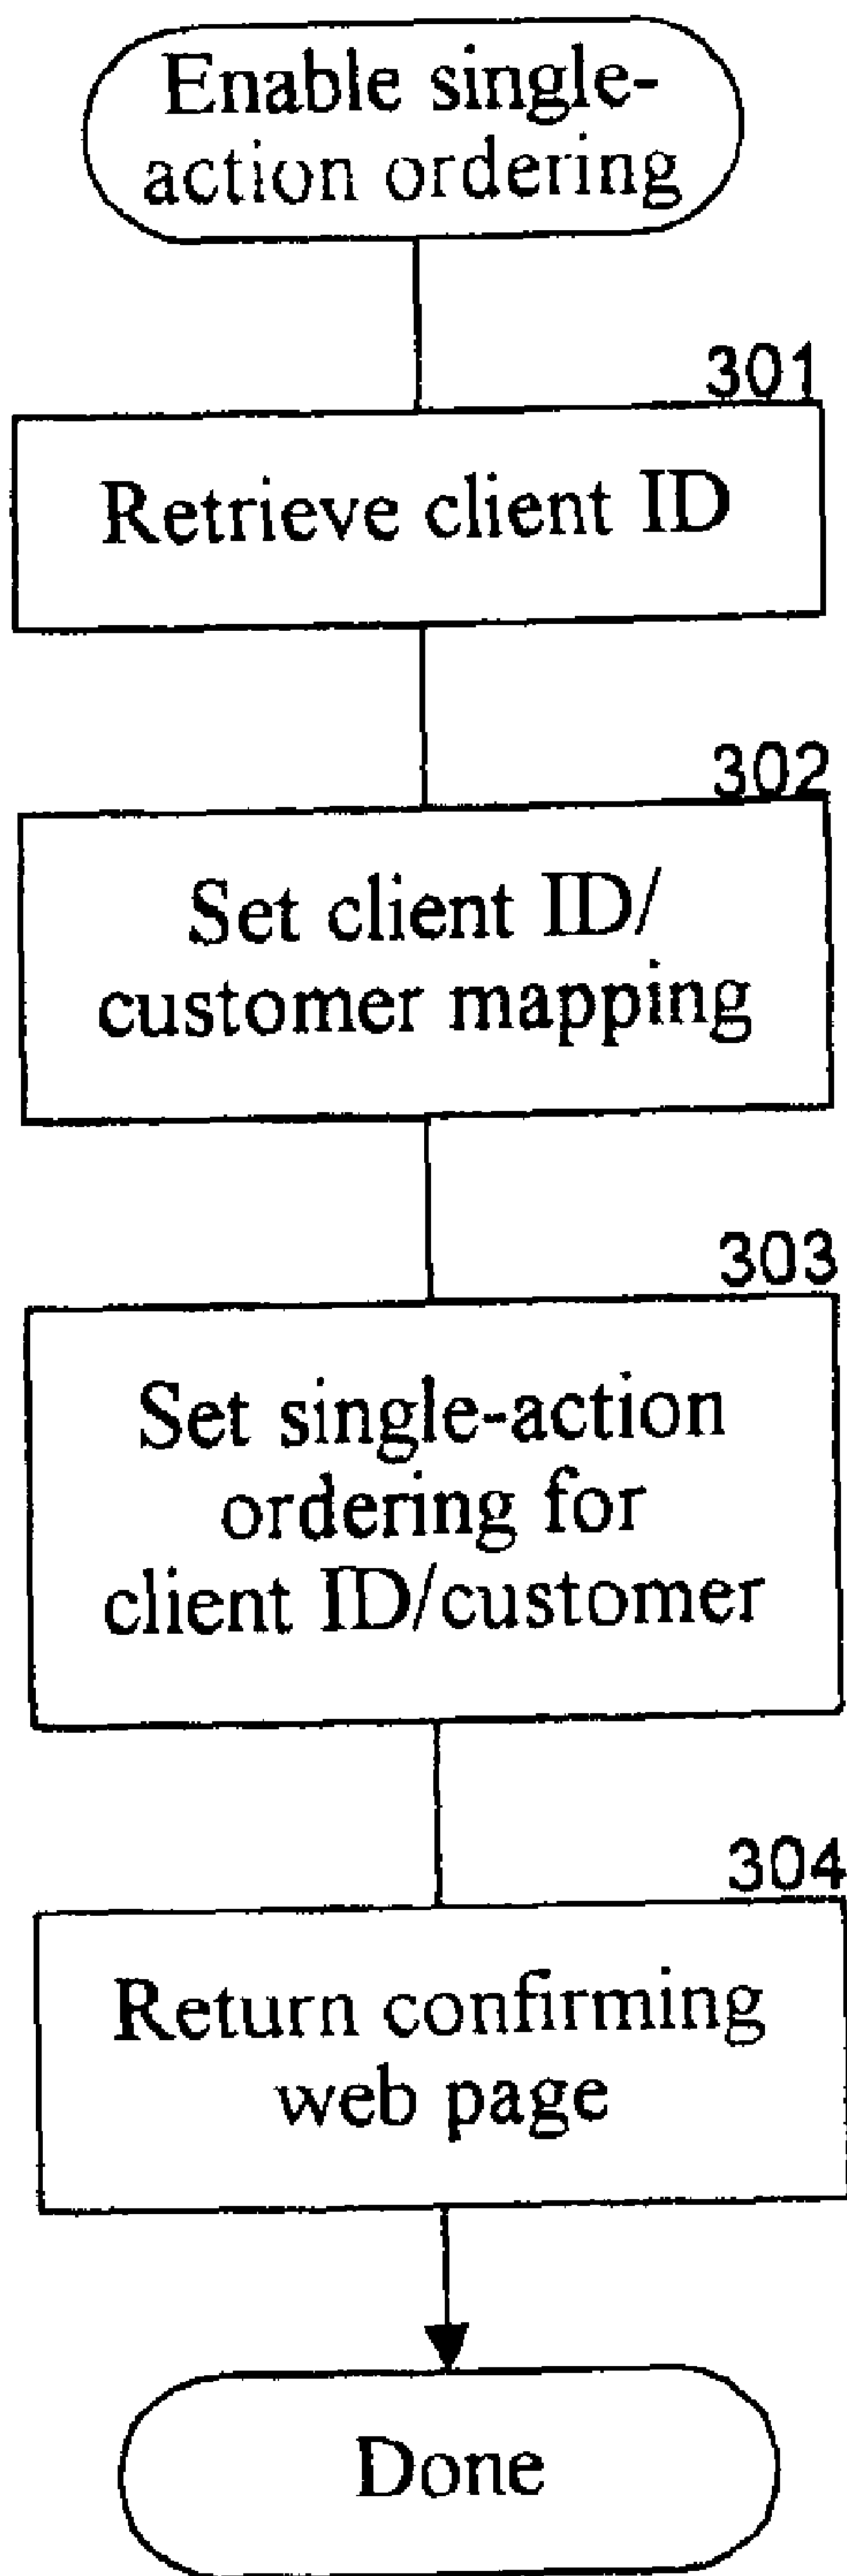 Enable single-
action ordering
301
Retrieve client ID
302
Set client ID/
customer mapping
303
Set single-action
ordering for
client ID/customer
304
Return confirming
web page
Done